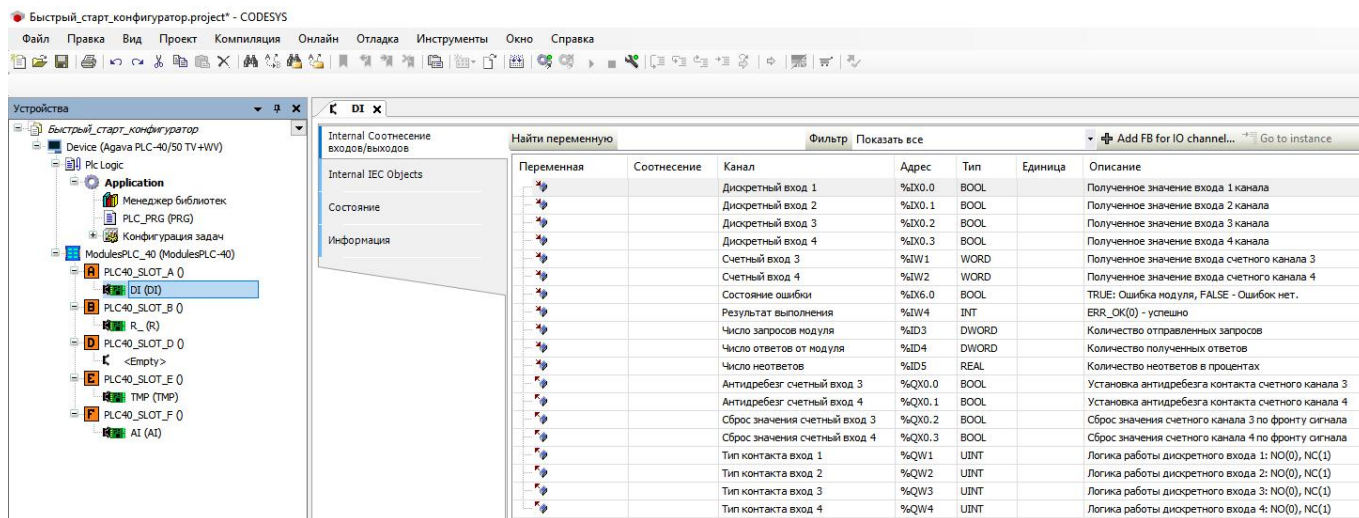 Быстрый_старт_конфигуратор.project* - CODESYS
Файл Правка Вид Проект Компиляция Онлайн Отладка Инструменты Окно Справка
Устройства
Быстрый_старт_конфигуратор
Device (Agava PLC-40/50 TV+WV)
Plc Logic
Application
Менеджер библиотек
PLC_PRG (PRG)
Конфигурация задач
ModulesPLC_40 (ModulesPLC-40)
A PLC40_SLOT_A ()
DI (DI)
B PLC40_SLOT_B ()
R_ (R)
D PLC40_SLOT_D ()
<Empty>
E PLC40_SLOT_E ()
TMP (TMP)
F PLC40_SLOT_F ()
AI (AI)
DI
Internal Соотнесение
входов/выходов
Internal IEC Objects
Состояние
Информация
Найти переменную Фильтр Показать все Add FB for IO channel... Go to instance
Переменная Соотнесение Канал Адрес Тип Единица Описание
Дискретный вход 1 %IX0.0 BOOL Полученное значение входа 1 канала
Дискретный вход 2 %IX0.1 BOOL Полученное значение входа 2 канала
Дискретный вход 3 %IX0.2 BOOL Полученное значение входа 3 канала
Дискретный вход 4 %IX0.3 BOOL Полученное значение входа 4 канала
Счетный вход 3 %IW1 WORD Полученное значение входа счетного канала 3
Счетный вход 4 %IW2 WORD Полученное значение входа счетного канала 4
Состояние ошибки %IX6.0 BOOL TRUE: Ошибка модуля, FALSE - Ошибок нет.
Результат выполнения %IW4 INT ERR_OK(0) - успешно
Число запросов модуля %ID3 DWORD Количество отправленных запросов
Число ответов от модуля %ID4 DWORD Количество полученных ответов
Число неответов %ID5 REAL Количество неответов в процентах
Антидребезг счетный вход 3 %QX0.0 BOOL Установка антидребезга контакта счетного канала 3
Антидребезг счетный вход 4 %QX0.1 BOOL Установка антидребезга контакта счетного канала 4
Сброс значения счетный вход 3 %QX0.2 BOOL Сброс значения счетного канала 3 по фронту сигнала
Сброс значения счетный вход 4 %QX0.3 BOOL Сброс значения счетного канала 4 по фронту сигнала
Тип контакта вход 1 %QW1 UINT Логика работы дискретного входа 1: NO(0), NC(1)
Тип контакта вход 2 %QW2 UINT Логика работы дискретного входа 2: NO(0), NC(1)
Тип контакта вход 3 %QW3 UINT Логика работы дискретного входа 3: NO(0), NC(1)
Тип контакта вход 4 %QW4 UINT Логика работы дискретного входа 4: NO(0), NC(1)